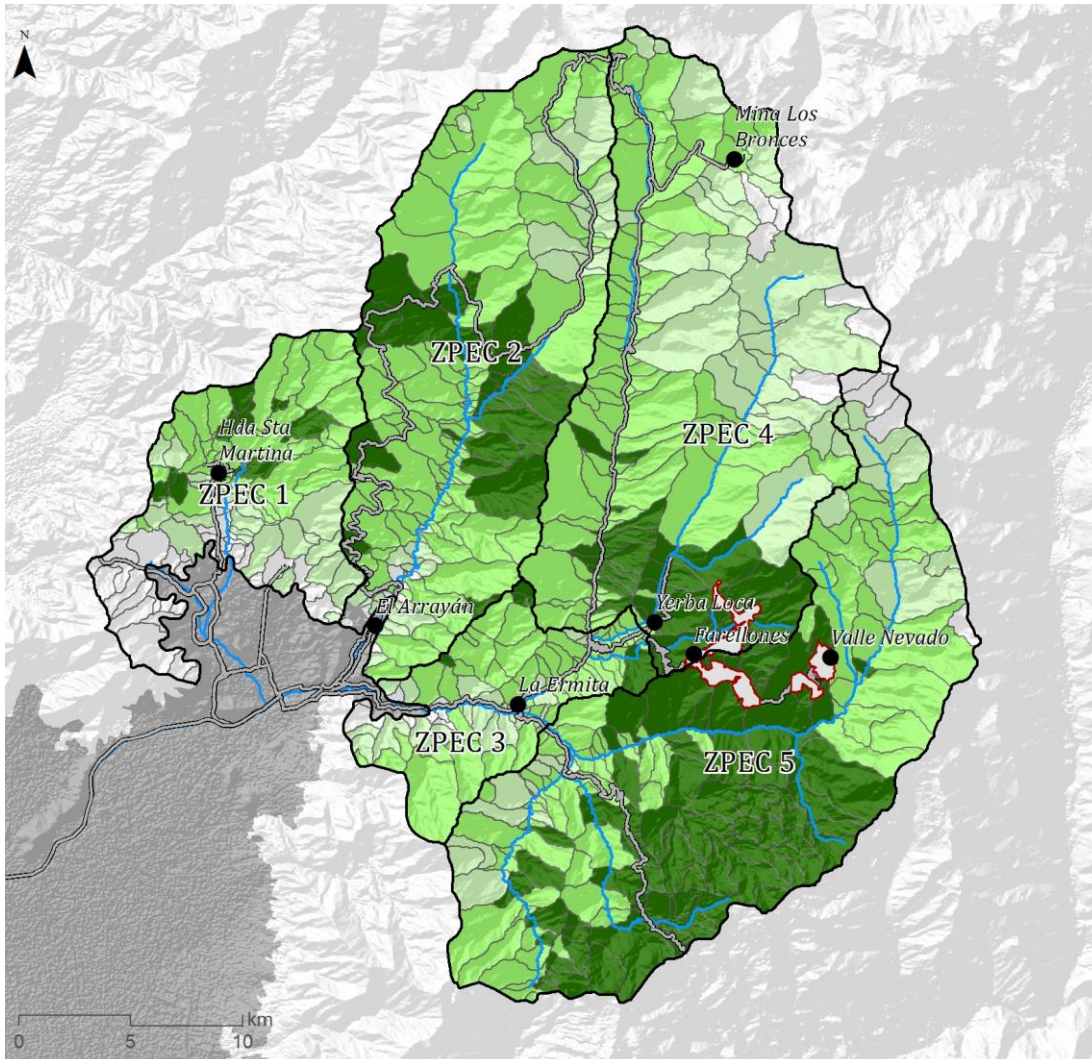 N
Mina Los
Bronces
ZPEC 2
Hda Sta
Martina
ZPEC 4
ZPEC 1
El Arrayán
Yerba Loca
Farellones
Valle Nevado
La Ermita
ZPEC 3
ZPEC 5
km
0 5 10